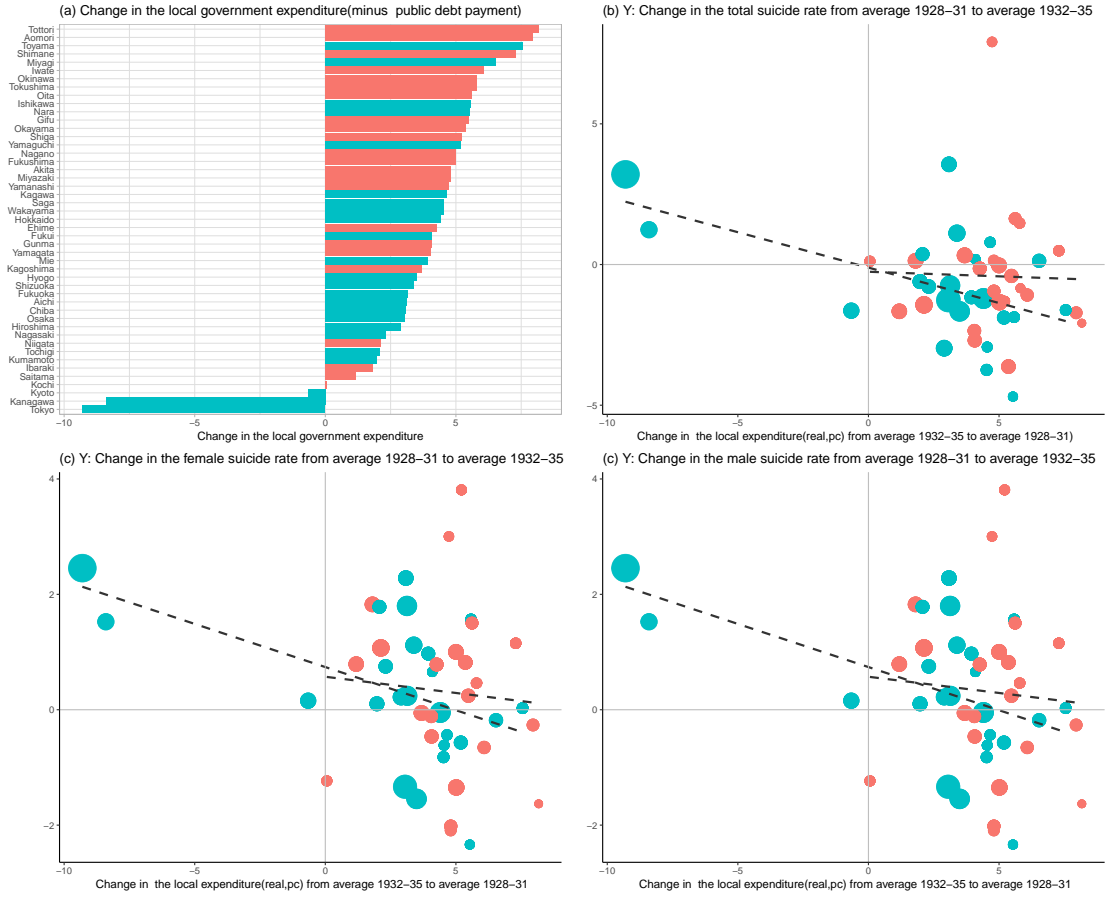 (a) Change in the local government expenditure(minus  public debt payment)
Tottori
Aomori
Toyama
Shimane
Miyagi
Iwate
Okinawa
Tokushima
Oita
Ishikawa
Nara
Gifu
Okayama
Shiga
Yamaguchi
Nagano
Fukushima
Akita
Miyazaki
Yamanashi
Kagawa
Saga
Wakayama
Hokkaido
Ehime
Fukui
Gunma
Yamagata
Mie
Kagoshima
Hyogo
Shizuoka
Fukuoka
Aichi
Chiba
Osaka
Hiroshima
Nagasaki
Niigata
Tochigi
Kumamoto
Ibaraki
Saitama
Kochi
Kyoto
Kanagawa
Tokyo
−10 −5 0 5
Change in the local government expenditure
(b) Y: Change in the total suicide rate from average 1928−31 to average 1932−35
5
0
−5
−10 −5 0 5
Change in  the local expenditure(real,pc) from average 1932−35 to average 1928−31)
(c) Y: Change in the female suicide rate from average 1928−31 to average 1932−35
4
2
0
−2
−10 −5 0 5
Change in  the local expenditure(real,pc) from average 1932−35 to average 1928−31
(c) Y: Change in the male suicide rate from average 1928−31 to average 1932−35
4
2
0
−2
−10 −5 0 5
Change in  the local expenditure(real,pc) from average 1932−35 to average 1928−31